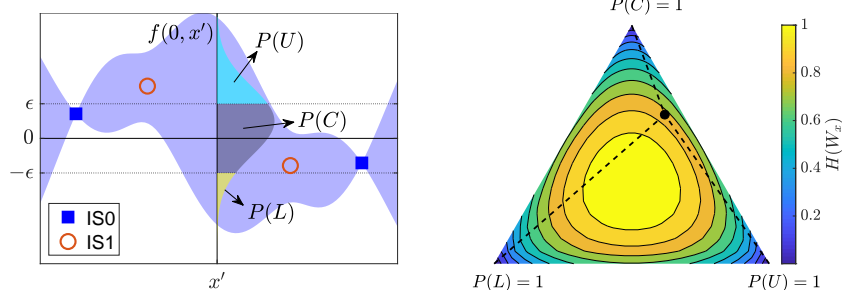 f(0, x′)
P(U)
P(C)
P(L)
ϵ
0
−ϵ
IS0
IS1
x′
P(C) = 1
P(L) = 1
P(U) = 1
1
0.8
0.6
0.4
0.2
H(W_x)